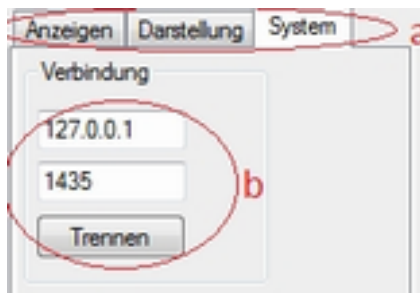 Anzeigen Darstellung System a
Verbindung
127.0.0.1
1435 b
Trennen